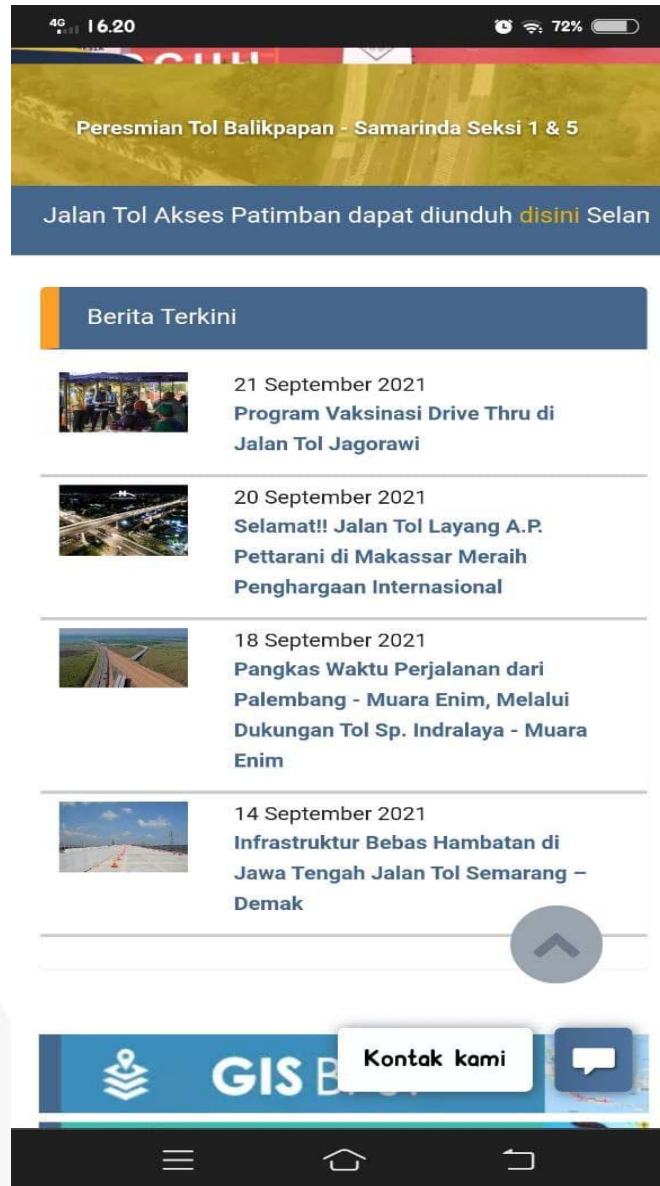 4G 16.20 72%
Peresmian Tol Balikpapan - Samarinda Seksi 1 & 5
Jalan Tol Akses Patimban dapat diunduh disini Selam
Berita Terkini
21 September 2021
Program Vaksinasi Drive Thru di
Jalan Tol Jagorawi
20 September 2021
Selamat!! Jalan Tol Layang A.P.
Pettarani di Makassar Meraih
Penghargaan Internasional
18 September 2021
Pangkas Waktu Perjalanan dari
Palembang - Muara Enim, Melalui
Dukungan Tol Sp. Indralaya - Muara
Enim
14 September 2021
Infrastruktur Bebas Hambatan di
Jawa Tengah Jalan Tol Semarang –
Demak
GIS
Kontak kami